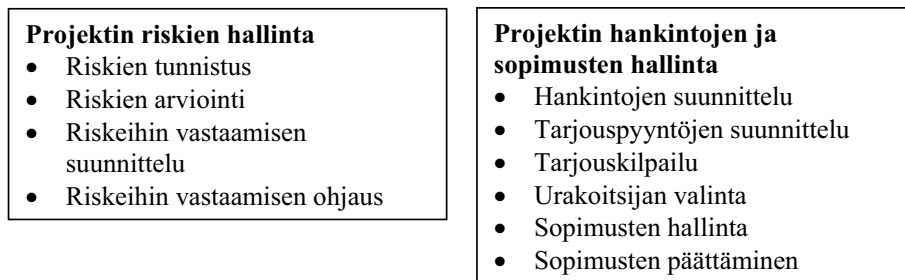 Projektin riskien hallinta
• Riskien tunnistus
• Riskien arviointi
• Riskeihin vastaamisen
suunnittelu
• Riskeihin vastaamisen ohjaus
Projektin hankintojen ja
sopimusten hallinta
• Hankintojen suunnittelu
• Tarjouspyyntöjen suunnittelu
• Tarjouskilpailu
• Urakoitsijan valinta
• Sopimusten hallinta
• Sopimusten päättäminen